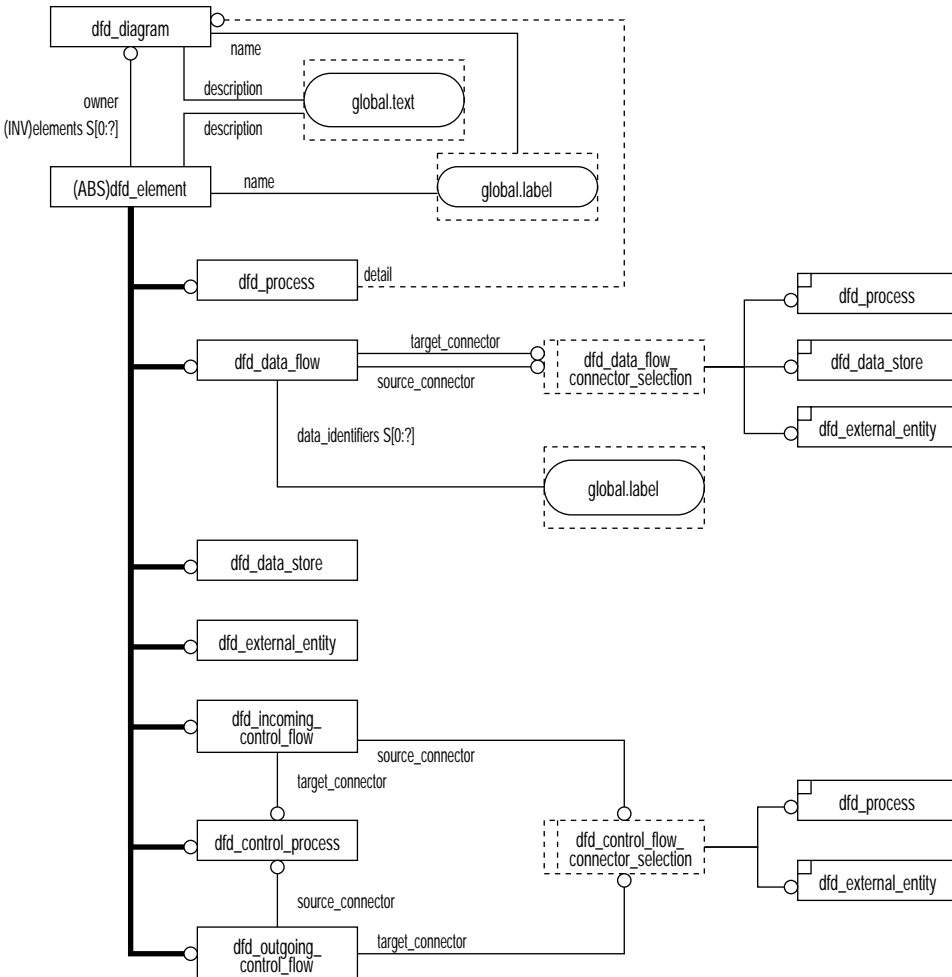 dfd_diagram
name
description
global.text
owner
(INV)elements S[0:?]
description
(ABS)dfd_element
name
global.label
dfd_process
detail
dfd_process
dfd_data_flow
target_connector
source_connector
dfd_data_flow_
connector_selection
dfd_data_store
dfd_external_entity
data_identifiers S[0:?]
global.label
dfd_data_store
dfd_external_entity
dfd_incoming_
control_flow
source_connector
target_connector
dfd_control_process
dfd_control_flow_
connector_selection
dfd_process
dfd_external_entity
source_connector
dfd_outgoing_
control_flow
target_connector